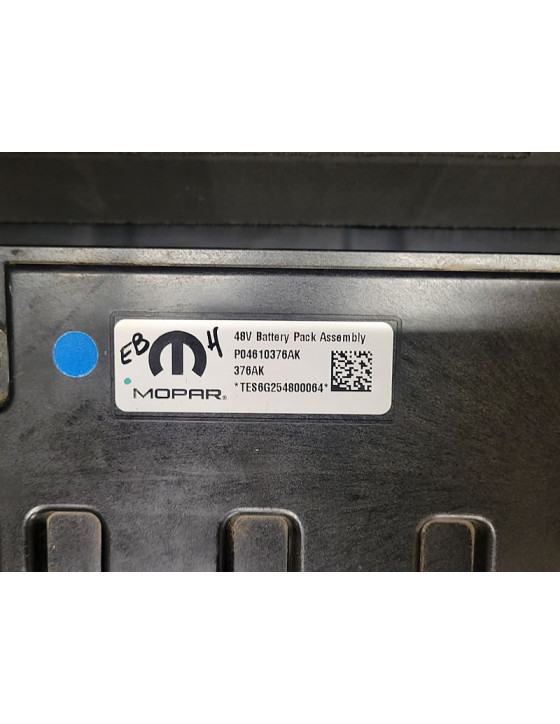 EB H
48V Battery Pack Assembly
P04610376AK
376AK
*TES6G254800064*
MOPAR®